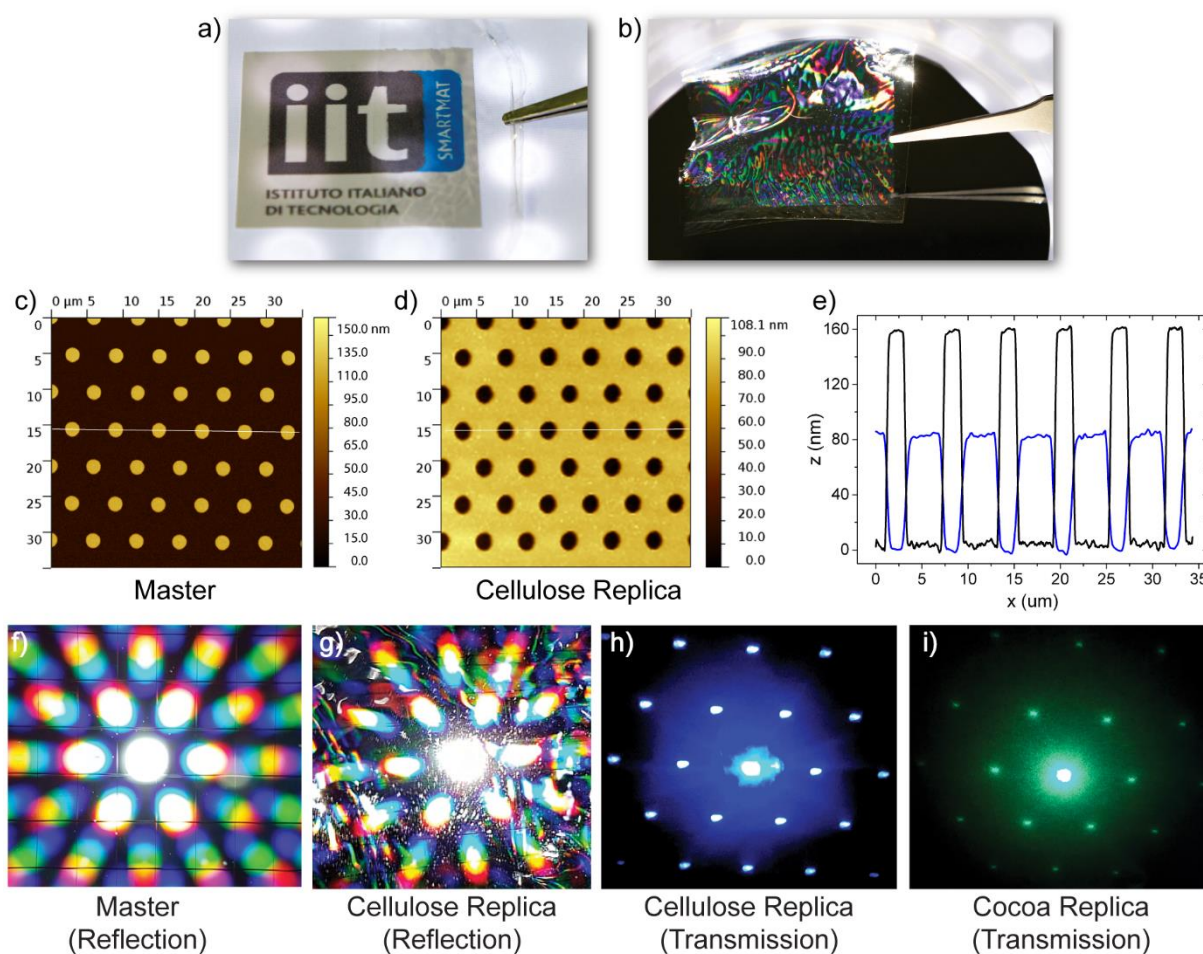 a)
iit
SMARTMAT
ISTITUTO ITALIANO
DI TECNOLOGIA
b)
c)
0 µm 5 10 15 20 25 30
0
5
10
15
20
25
30
150.0 nm
135.0
120.0
105.0
90.0
75.0
60.0
45.0
30.0
15.0
0.0
Master
d)
0 µm 5 10 15 20 25 30
0
5
10
15
20
25
30
108.1 nm
90.0
80.0
70.0
60.0
50.0
40.0
30.0
20.0
10.0
0.0
Cellulose Replica
e)
160
120
80
40
0
z (nm)
0 5 10 15 20 25 30 35
x (um)
f)
Master
(Reflection)
g)
Cellulose Replica
(Reflection)
h)
Cellulose Replica
(Transmission)
i)
Cocoa Replica
(Transmission)